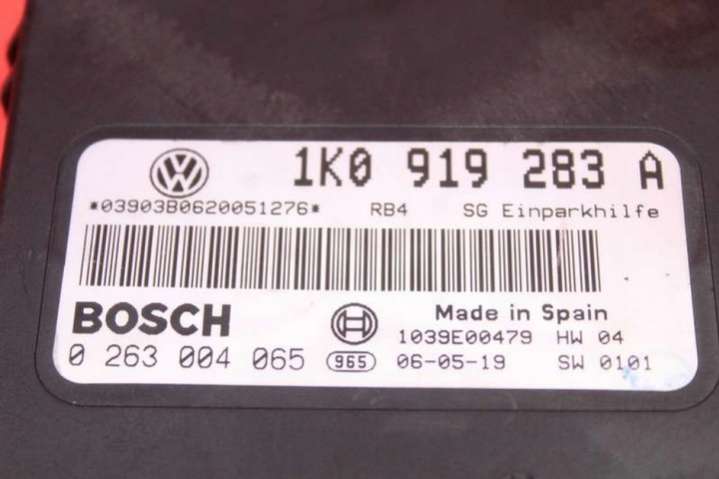 1K0 919 283 A
*03903B0620051276* RB4 SG Einparkhilfe
BOSCH Made in Spain
1039E00479 HW 04
0 263 004 065 965 06-05-19 SW 0101